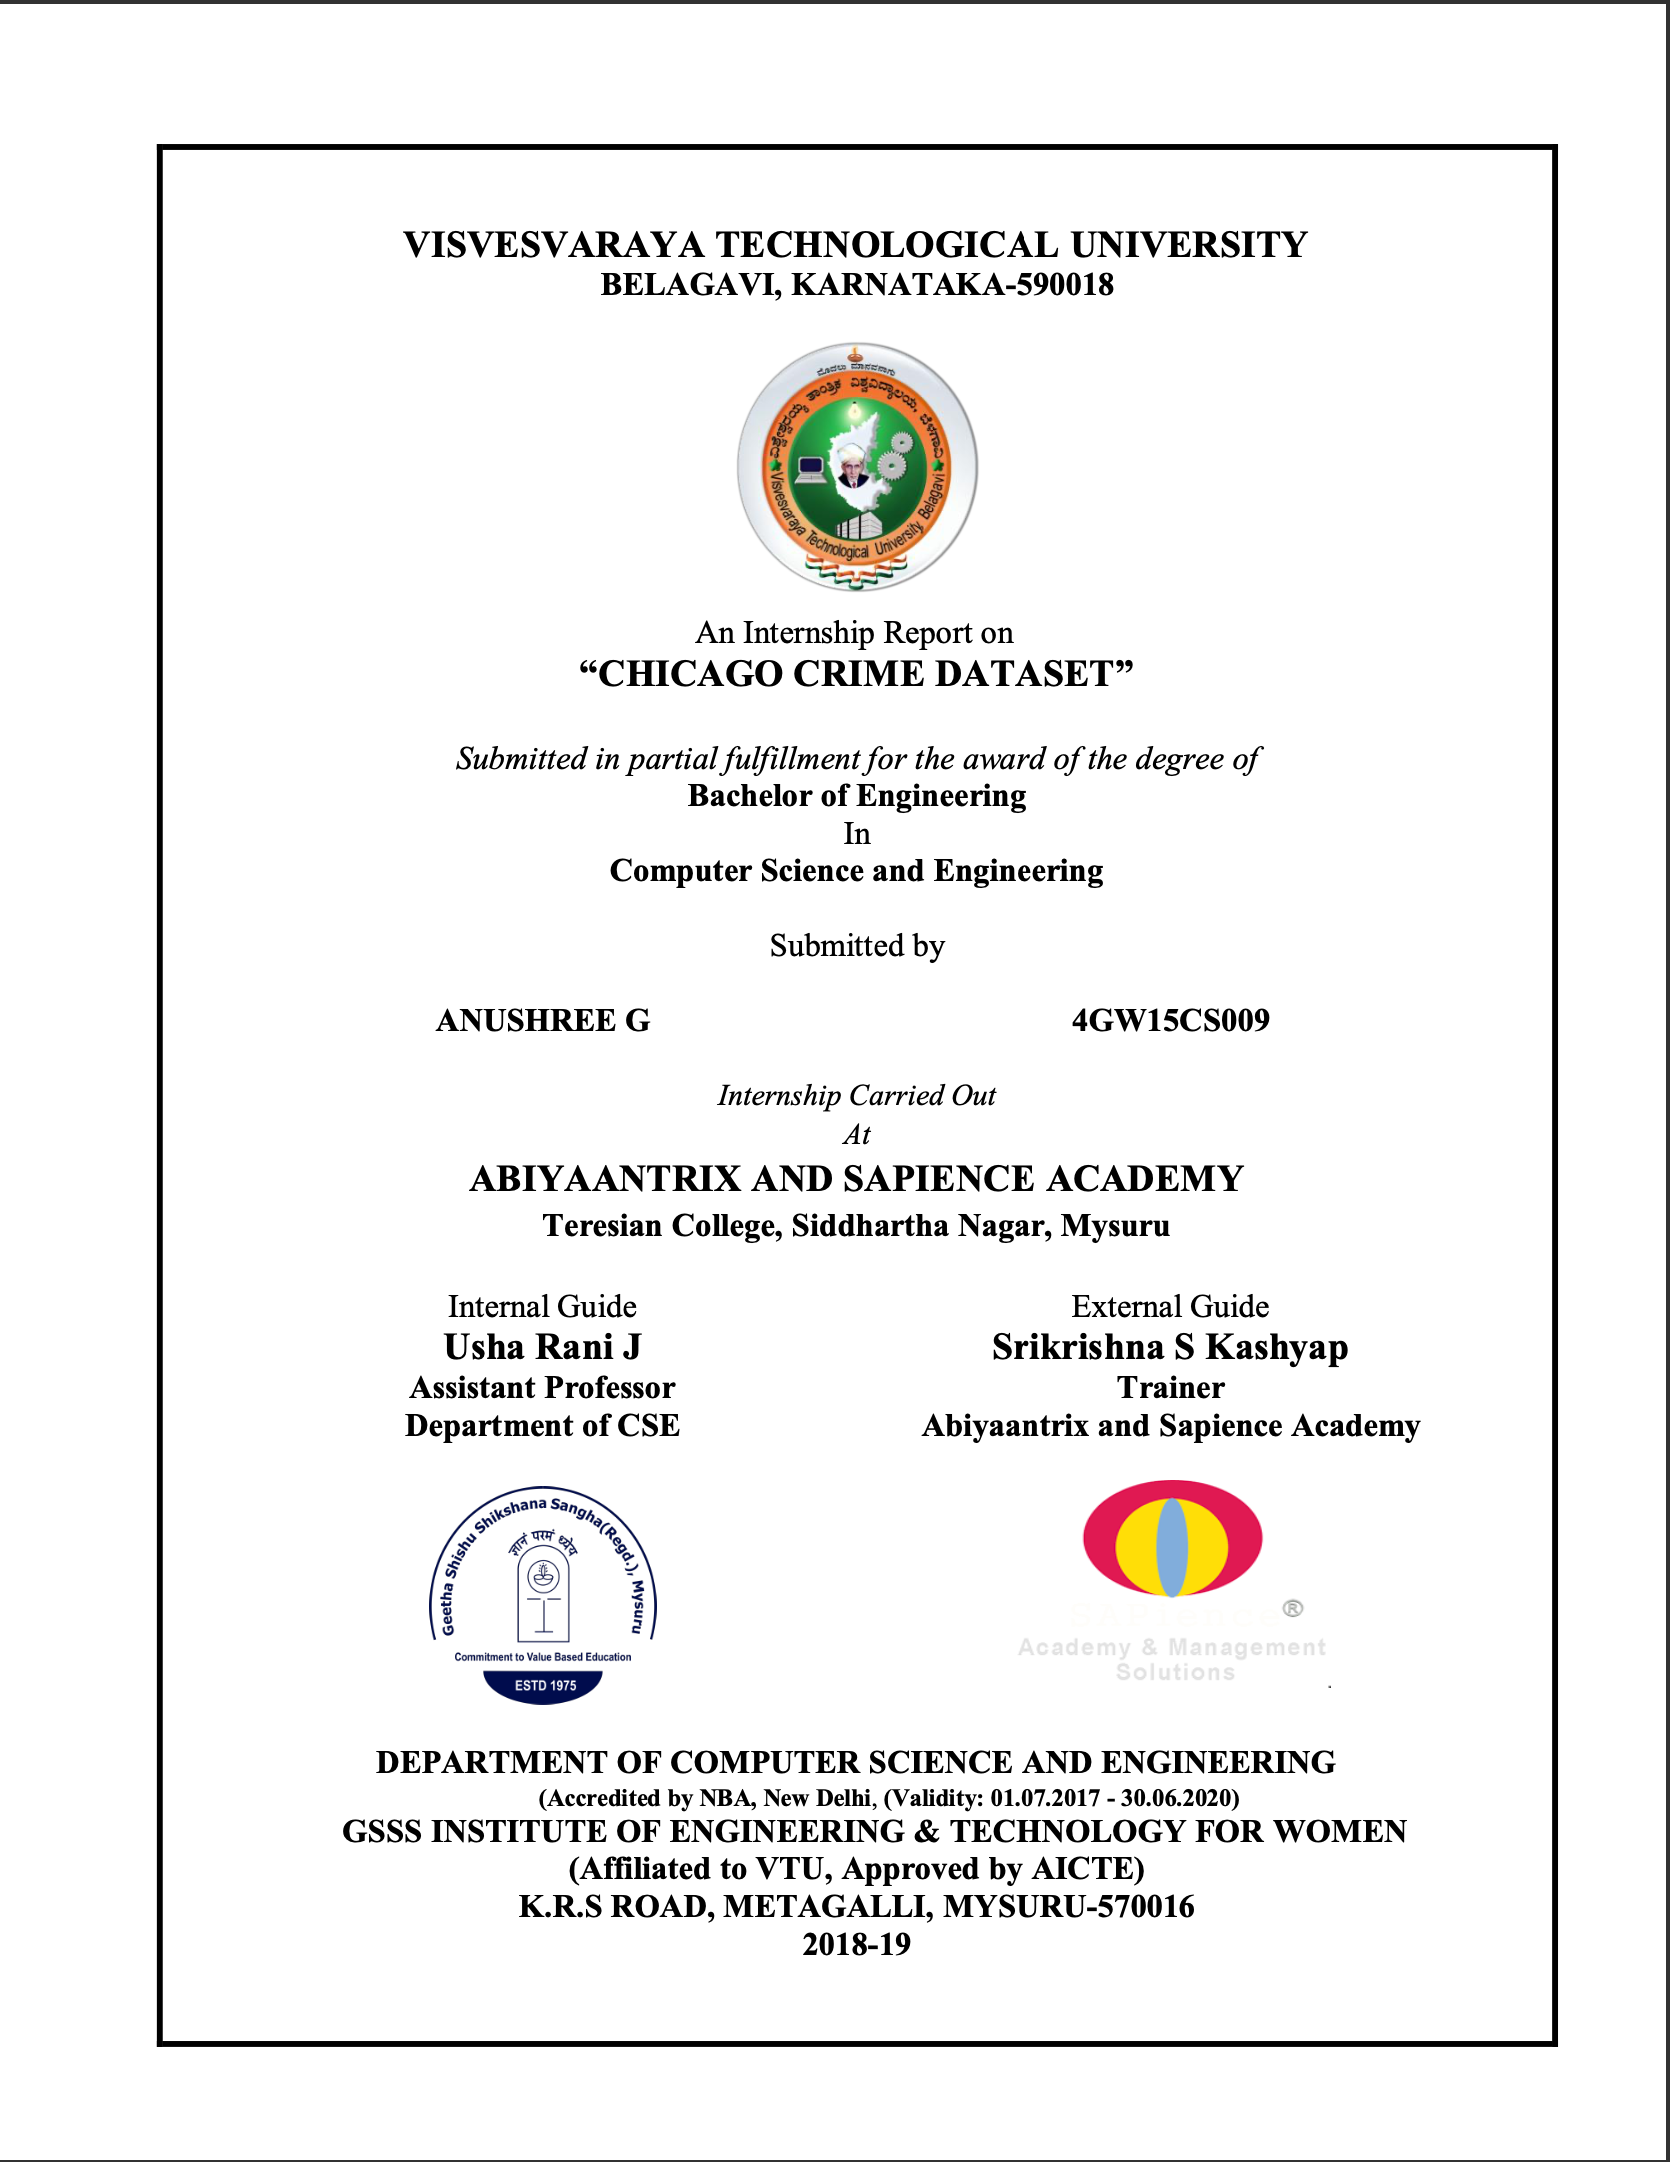 VISVESVARAYA TECHNOLOGICAL UNIVERSITY
BELAGAVI, KARNATAKA-590018
ಮೊದಲು ಮಾನವನಾಗು
ವಿಶ್ವೇಶ್ವರಯ್ಯ ತಾಂತ್ರಿಕ ವಿಶ್ವವಿದ್ಯಾಲಯ, ಬೆಳಗಾವಿ
Visvesvaraya Technological University, Belagavi
An Internship Report on
“CHICAGO CRIME DATASET”
Submitted in partial fulfillment for the award of the degree of
Bachelor of Engineering
In
Computer Science and Engineering
Submitted by
ANUSHREE G 4GW15CS009
Internship Carried Out
At
ABIYAANTRIX AND SAPIENCE ACADEMY
Teresian College, Siddhartha Nagar, Mysuru
Internal Guide External Guide
Usha Rani J Srikrishna S Kashyap
Assistant Professor Trainer
Department of CSE Abiyaantrix and Sapience Academy
Geetha Shishu Shikshana Sangha(Regd.), Mysuru
ज्ञानं परमं ध्येय
Commitment to Value Based Education
ESTD 1975
®
Academy & Management
Solutions
DEPARTMENT OF COMPUTER SCIENCE AND ENGINEERING
(Accredited by NBA, New Delhi, (Validity: 01.07.2017 - 30.06.2020)
GSSS INSTITUTE OF ENGINEERING & TECHNOLOGY FOR WOMEN
(Affiliated to VTU, Approved by AICTE)
K.R.S ROAD, METAGALLI, MYSURU-570016
2018-19